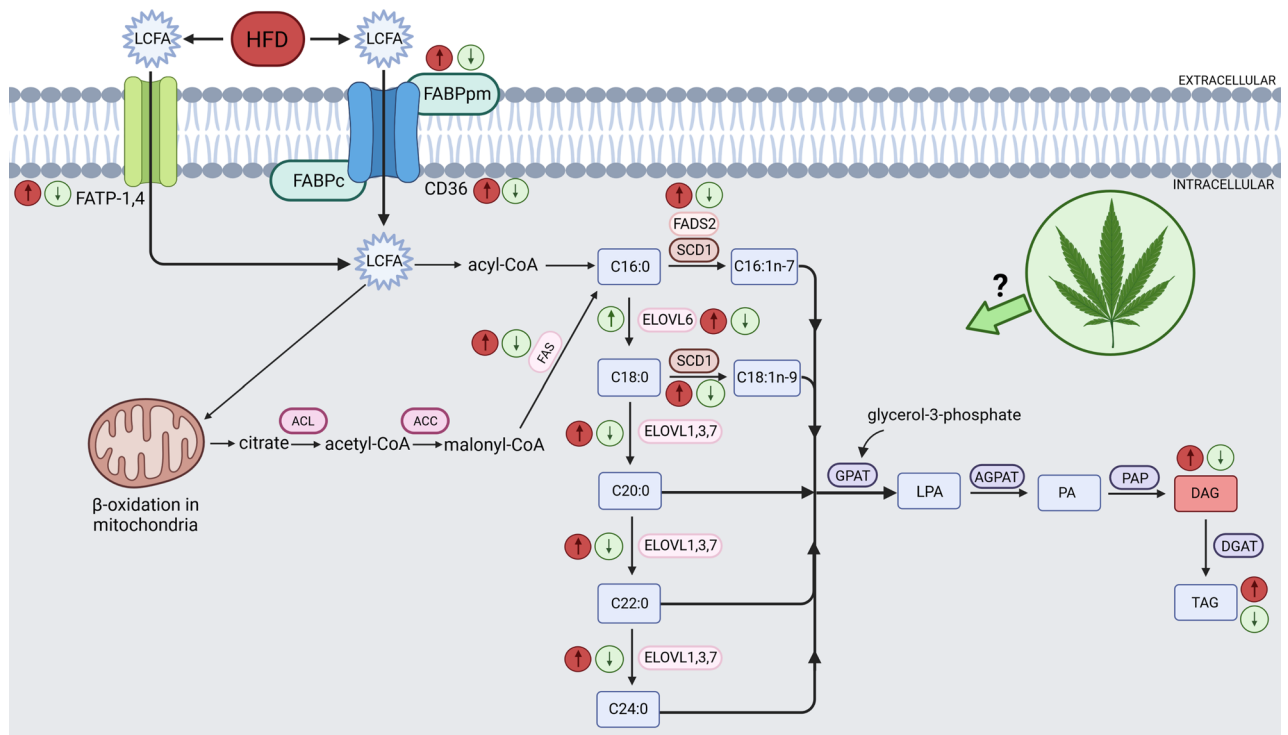 LCFA
HFD
LCFA
FABPpm
EXTRACELLULAR
FABPc
CD36
INTRACELLULAR
FATP-1,4
FADS2
SCD1
LCFA
acyl-CoA
C16:0
C16:1n-7
?
ELOVL6
FAS
SCD1
C18:0
C18:1n-9
ACL
ACC
citrate
acetyl-CoA
malonyl-CoA
ELOVL1,3,7
glycerol-3-phosphate
β-oxidation in
mitochondria
C20:0
GPAT
LPA
AGPAT
PA
PAP
DAG
ELOVL1,3,7
DGAT
C22:0
TAG
ELOVL1,3,7
C24:0